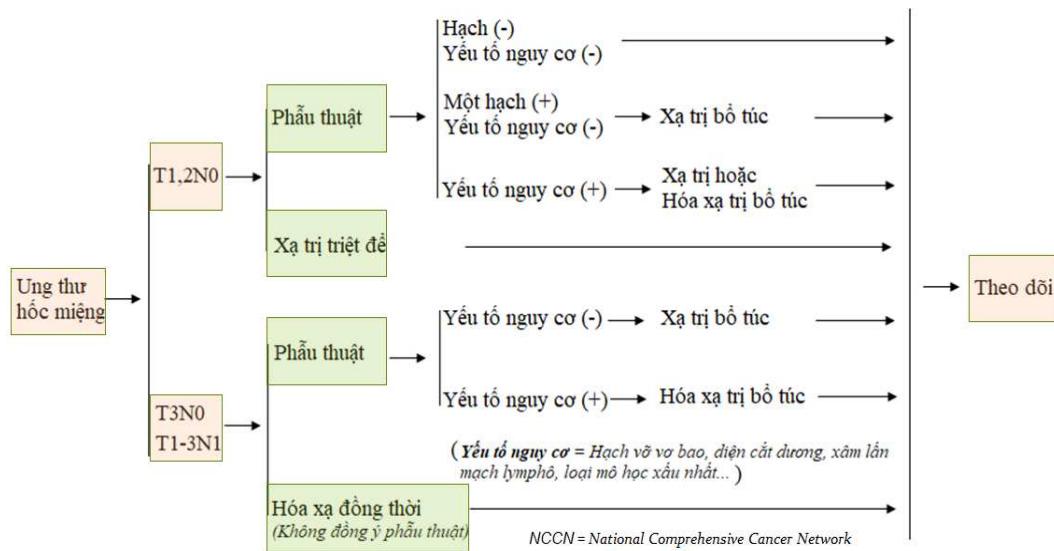 Ung thư
hốc miệng
T1,2N0
Phẫu thuật
Hạch (-)
Yếu tố nguy cơ (-)
Một hạch (+)
Yếu tố nguy cơ (-)
Xạ trị bổ túc
Yếu tố nguy cơ (+)
Xạ trị hoặc
Hóa xạ trị bổ túc
Xạ trị triệt để
T3N0
T1-3N1
Phẫu thuật
Yếu tố nguy cơ (-)
Xạ trị bổ túc
Yếu tố nguy cơ (+)
Hóa xạ trị bổ túc
(Yếu tố nguy cơ = Hạch vỡ vơ bao, diện cắt dương, xâm lấn
mạch lymphô, loại mô học xấu nhất...)
Hóa xạ đồng thời
(Không đồng ý phẫu thuật)
Theo dõi
NCCN = National Comprehensive Cancer Network